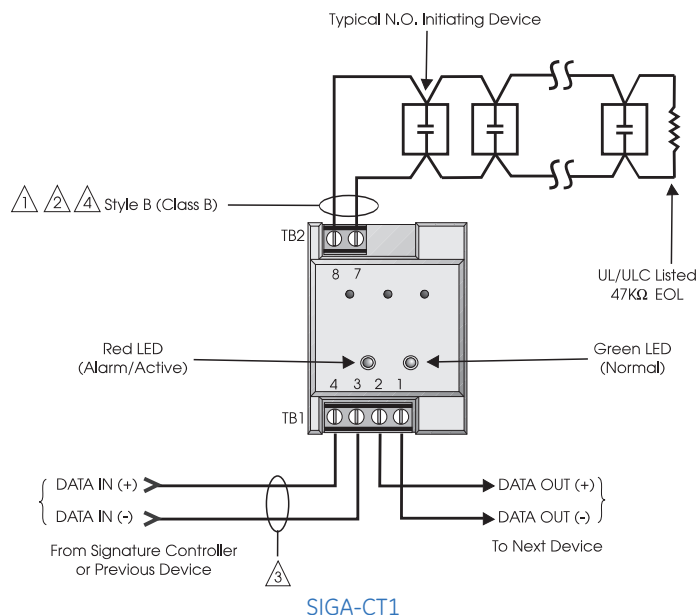 Typical N.O. Initiating Device
1 2 4 Style B (Class B)
TB2
8 7
UL/ULC Listed
47KΩ EOL
Red LED
(Alarm/Active)
Green LED
(Normal)
4 3 2 1
TB1
DATA IN (+)
DATA IN (-)
DATA OUT (+)
DATA OUT (-)
From Signature Controller
or Previous Device
3
To Next Device
SIGA-CT1